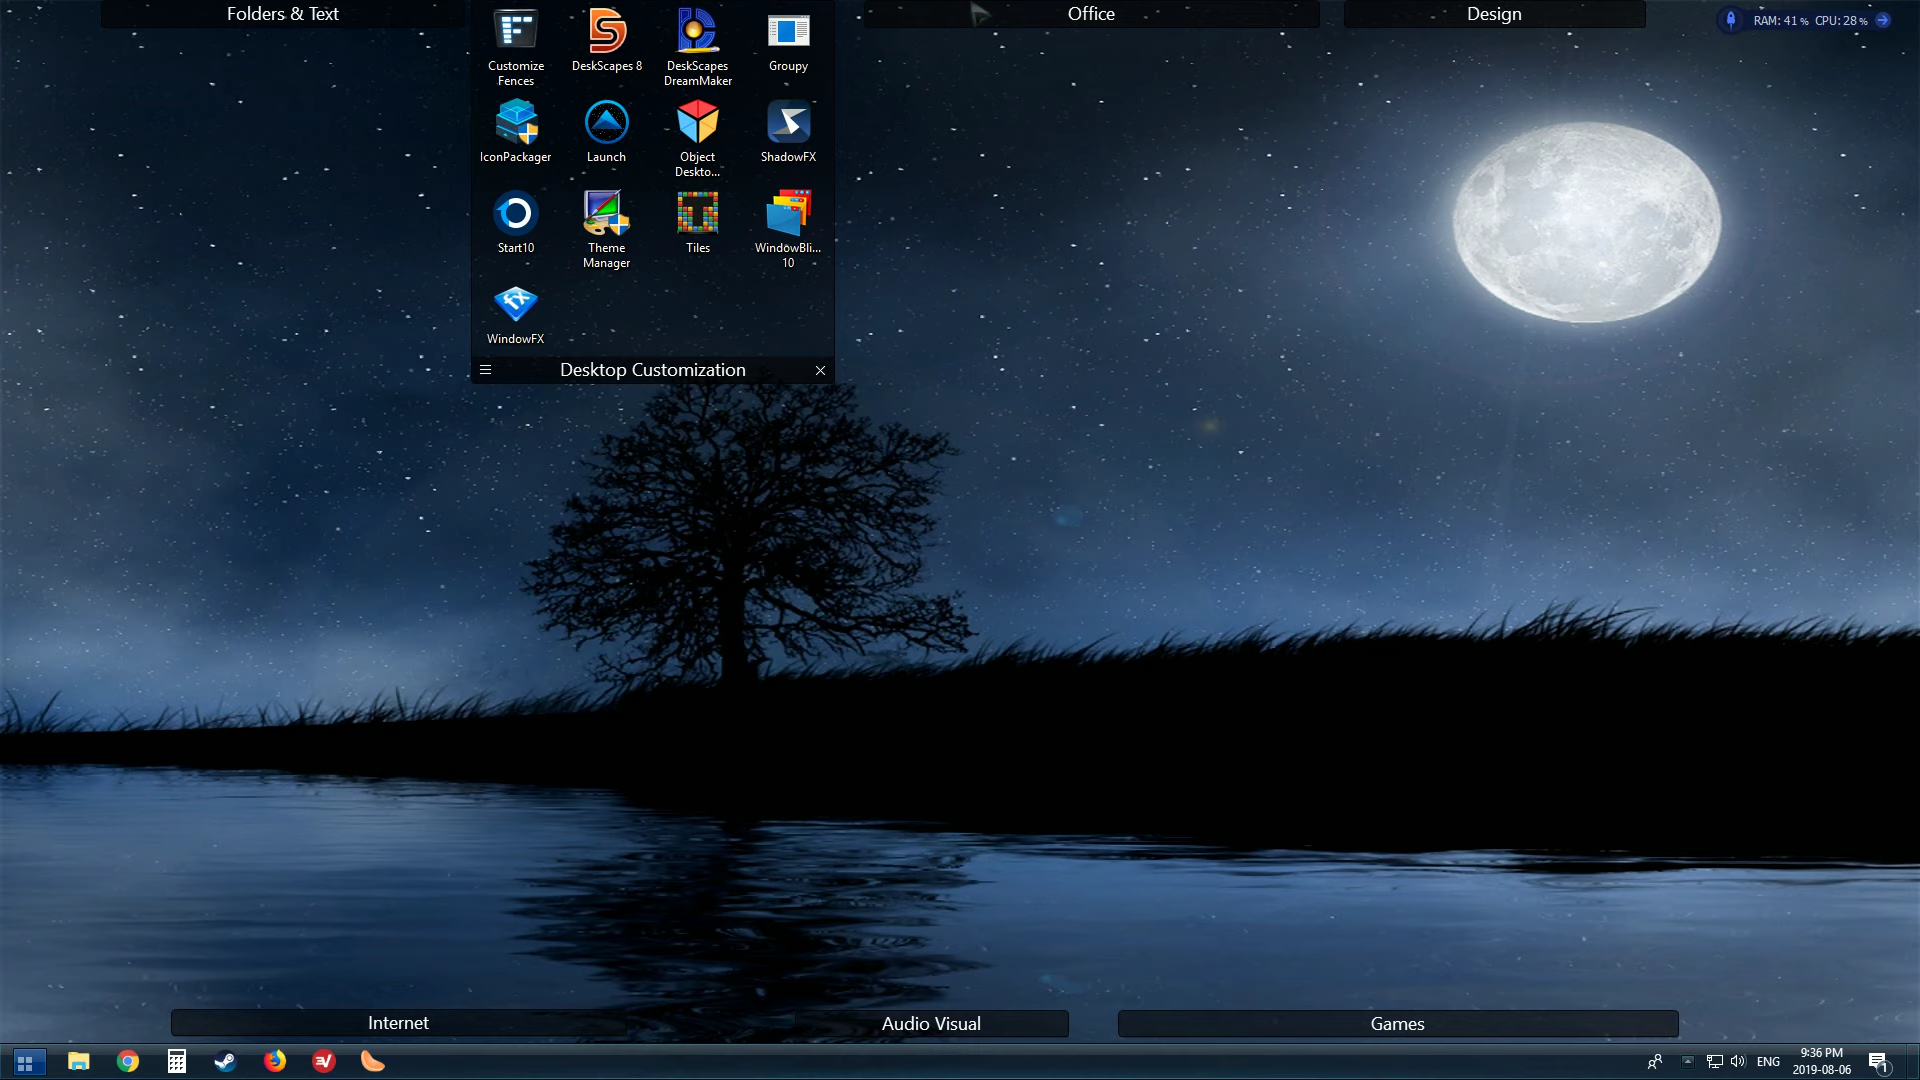 Folders & Text
Office
Design
RAM: 41 % CPU: 28 %
Customize
Fences
DeskScapes 8
DeskScapes
DreamMaker
Groupy
IconPackager
Launch
Object
Deskto...
ShadowFX
Start10
Theme
Manager
Tiles
WindowBli...
10
fx
WindowFX
Desktop Customization
Internet
Audio Visual
Games
ENG
9:36 PM
2019-08-06
1